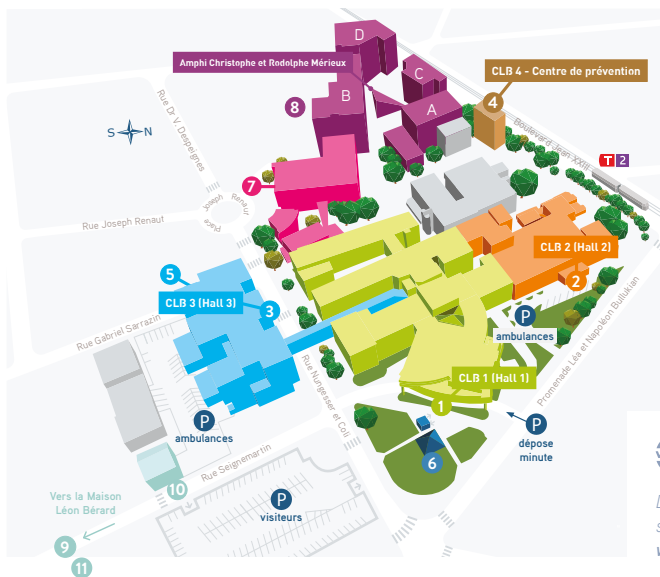 D
Amphi Christophe et Rodolphe Mérieux
C
CLB 4 - Centre de prévention
B
A
4
8
Rue Dr V. Despeignes
Boulevard Jean XXIII
S N
T 2
7
Place Joseph Renaut
Rue Joseph Renaut
CLB 2 (Hall 2)
5
2
CLB 3 (Hall 3)
3
P
ambulances
Rue Gabriel Sarrazin
Promenade Léa et Napoléon Bullukian
CLB 1 (Hall 1)
Rue Nungesser et Coli
1
P
ambulances
P
dépose
minute
6
Rue Seignemartin
10
Vers la Maison
Léon Bérard
P
visiteurs
9
11
L
s
v